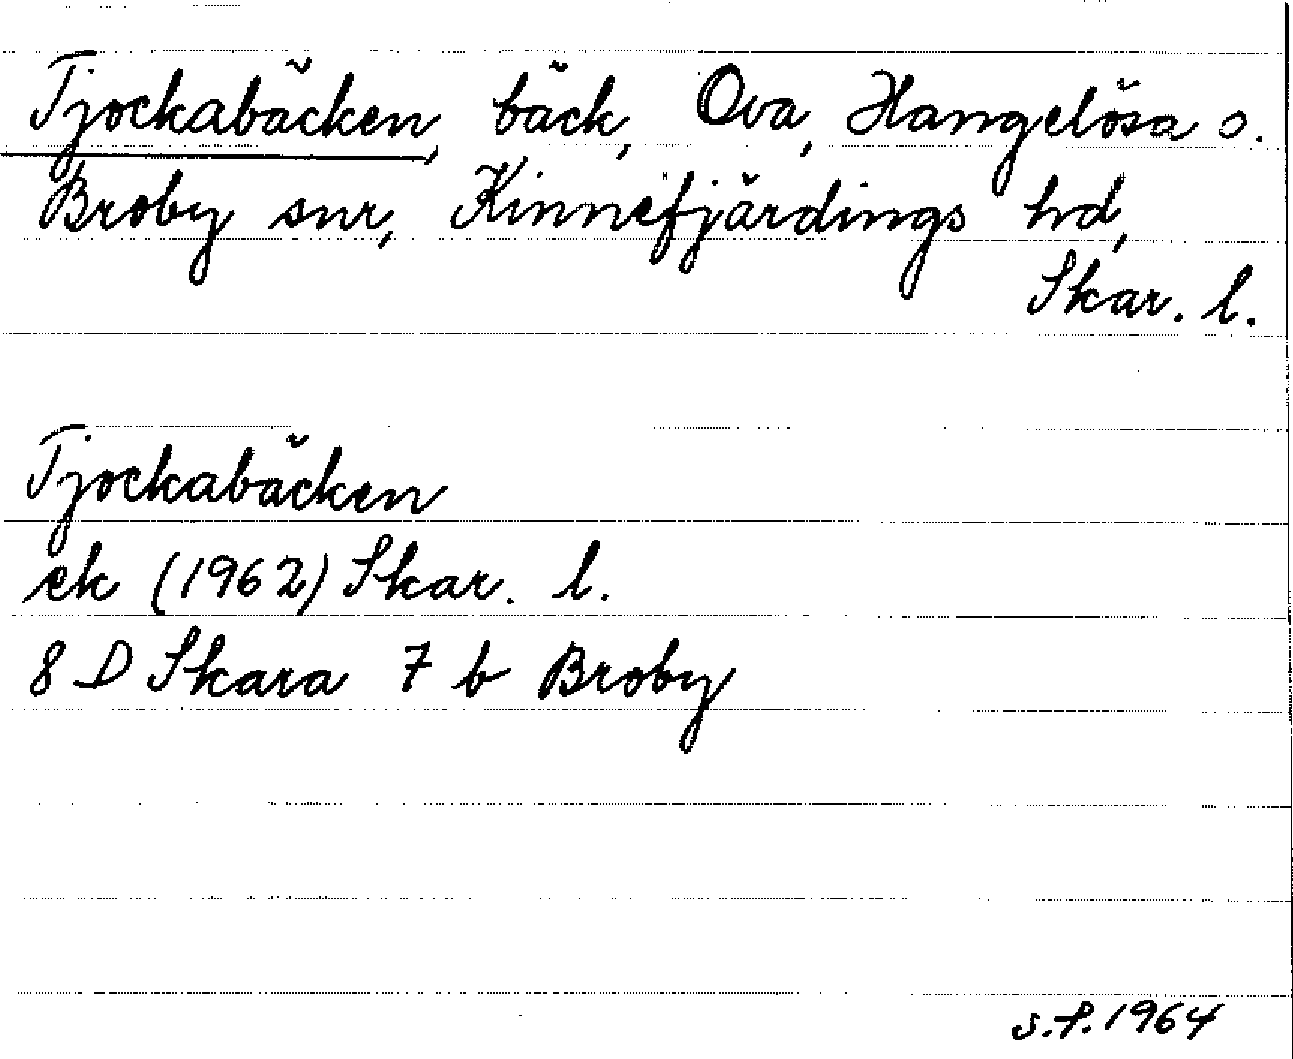 Tjockabäcken, bäck, Ova, Hangelösa o.
Broby snr, Kinnefjärdings hd,
Skar. l.
Tjockabäcken
ek (1962) Skar. l.
8 D Skara 7 b Broby
S.P. 1964